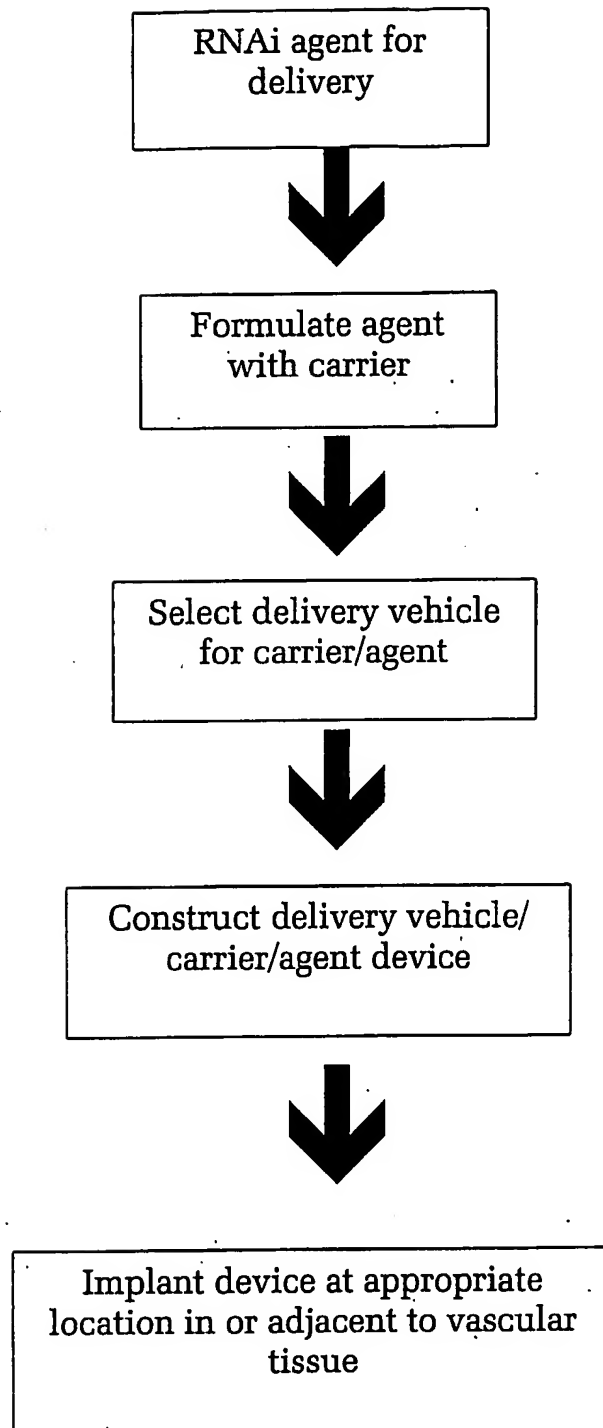 RNAi agent for
delivery
Formulate agent
with carrier
Select delivery vehicle
for carrier/agent
Construct delivery vehicle/
carrier/agent device
Implant device at appropriate
location in or adjacent to vascular
tissue